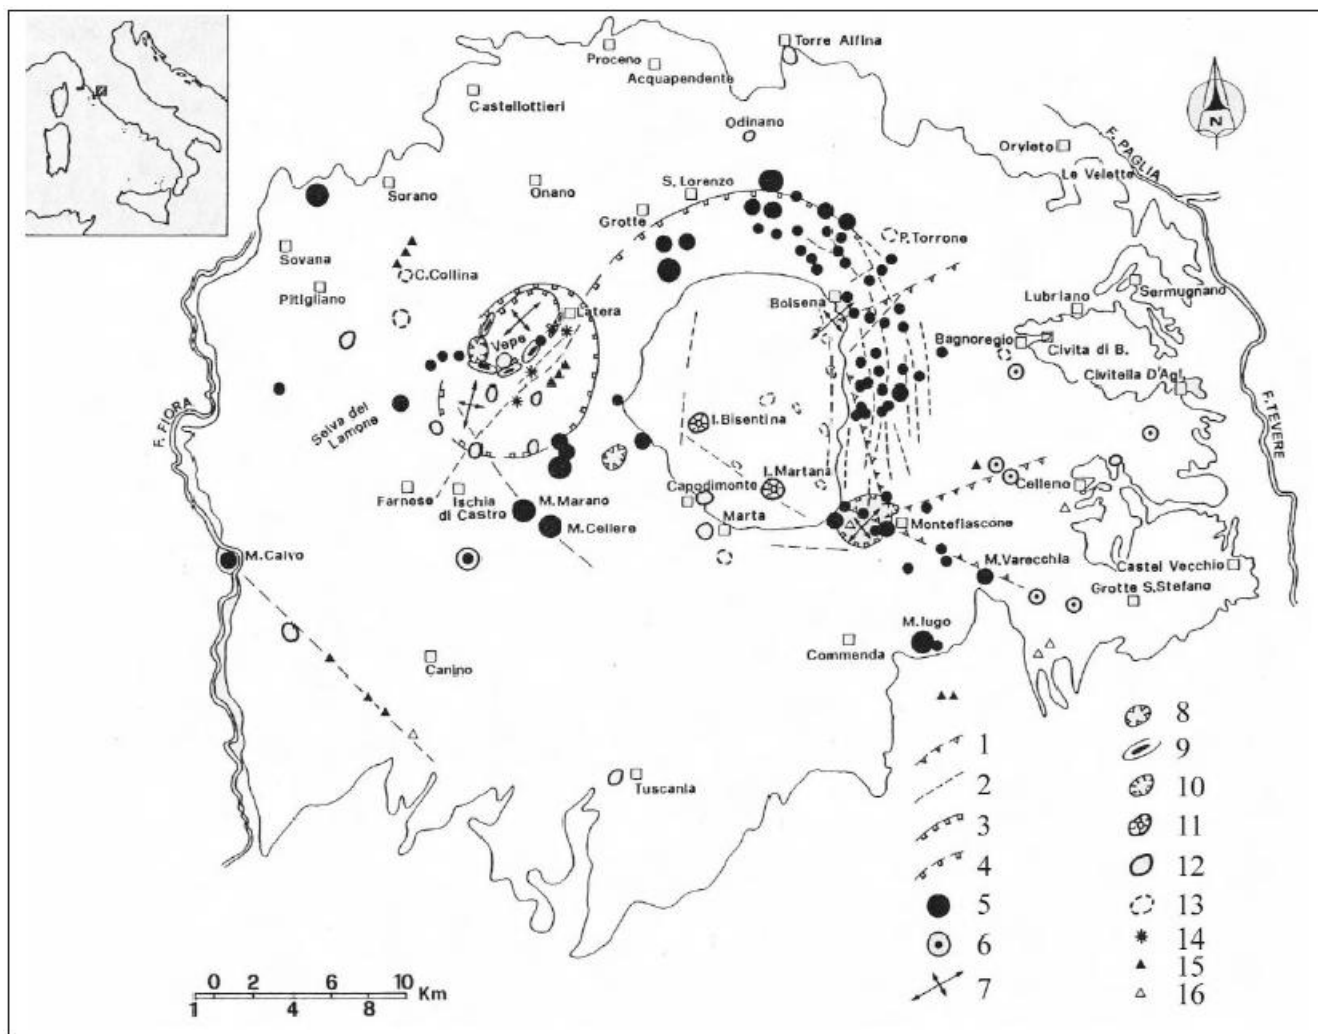 Torre Alfina
Proceno
Acquapendente
Castellottieri
N
Odinano
Orvieto
F. PAGLIA
Le Velette
Sorano
Onano
S. Lorenzo
Grotte
P. Torrone
Sovana
C. Collina
Pitigliano
Bolsena
Sermugnano
Lubriano
Latera
Vepe
Bagnoregio
Civita di B.
Civitella D'Agl.
F. FIORA
Selva del
Lamone
F. TEVERE
I. Bisentina
I. Martana
Capodimonte
Celleno
Farnese
Ischia
di Castro
M. Marano
Marta
Montefiascone
M. Cellere
M. Calvo
M. Varecchia
Castel Vecchio
Grotte S. Stefano
M. Iugo
Commenda
Canino
Tuscania
1
2
3
4
5
6
7
8
9
10
11
12
13
14
15
16
0 2 6 10
Km
1 4 8